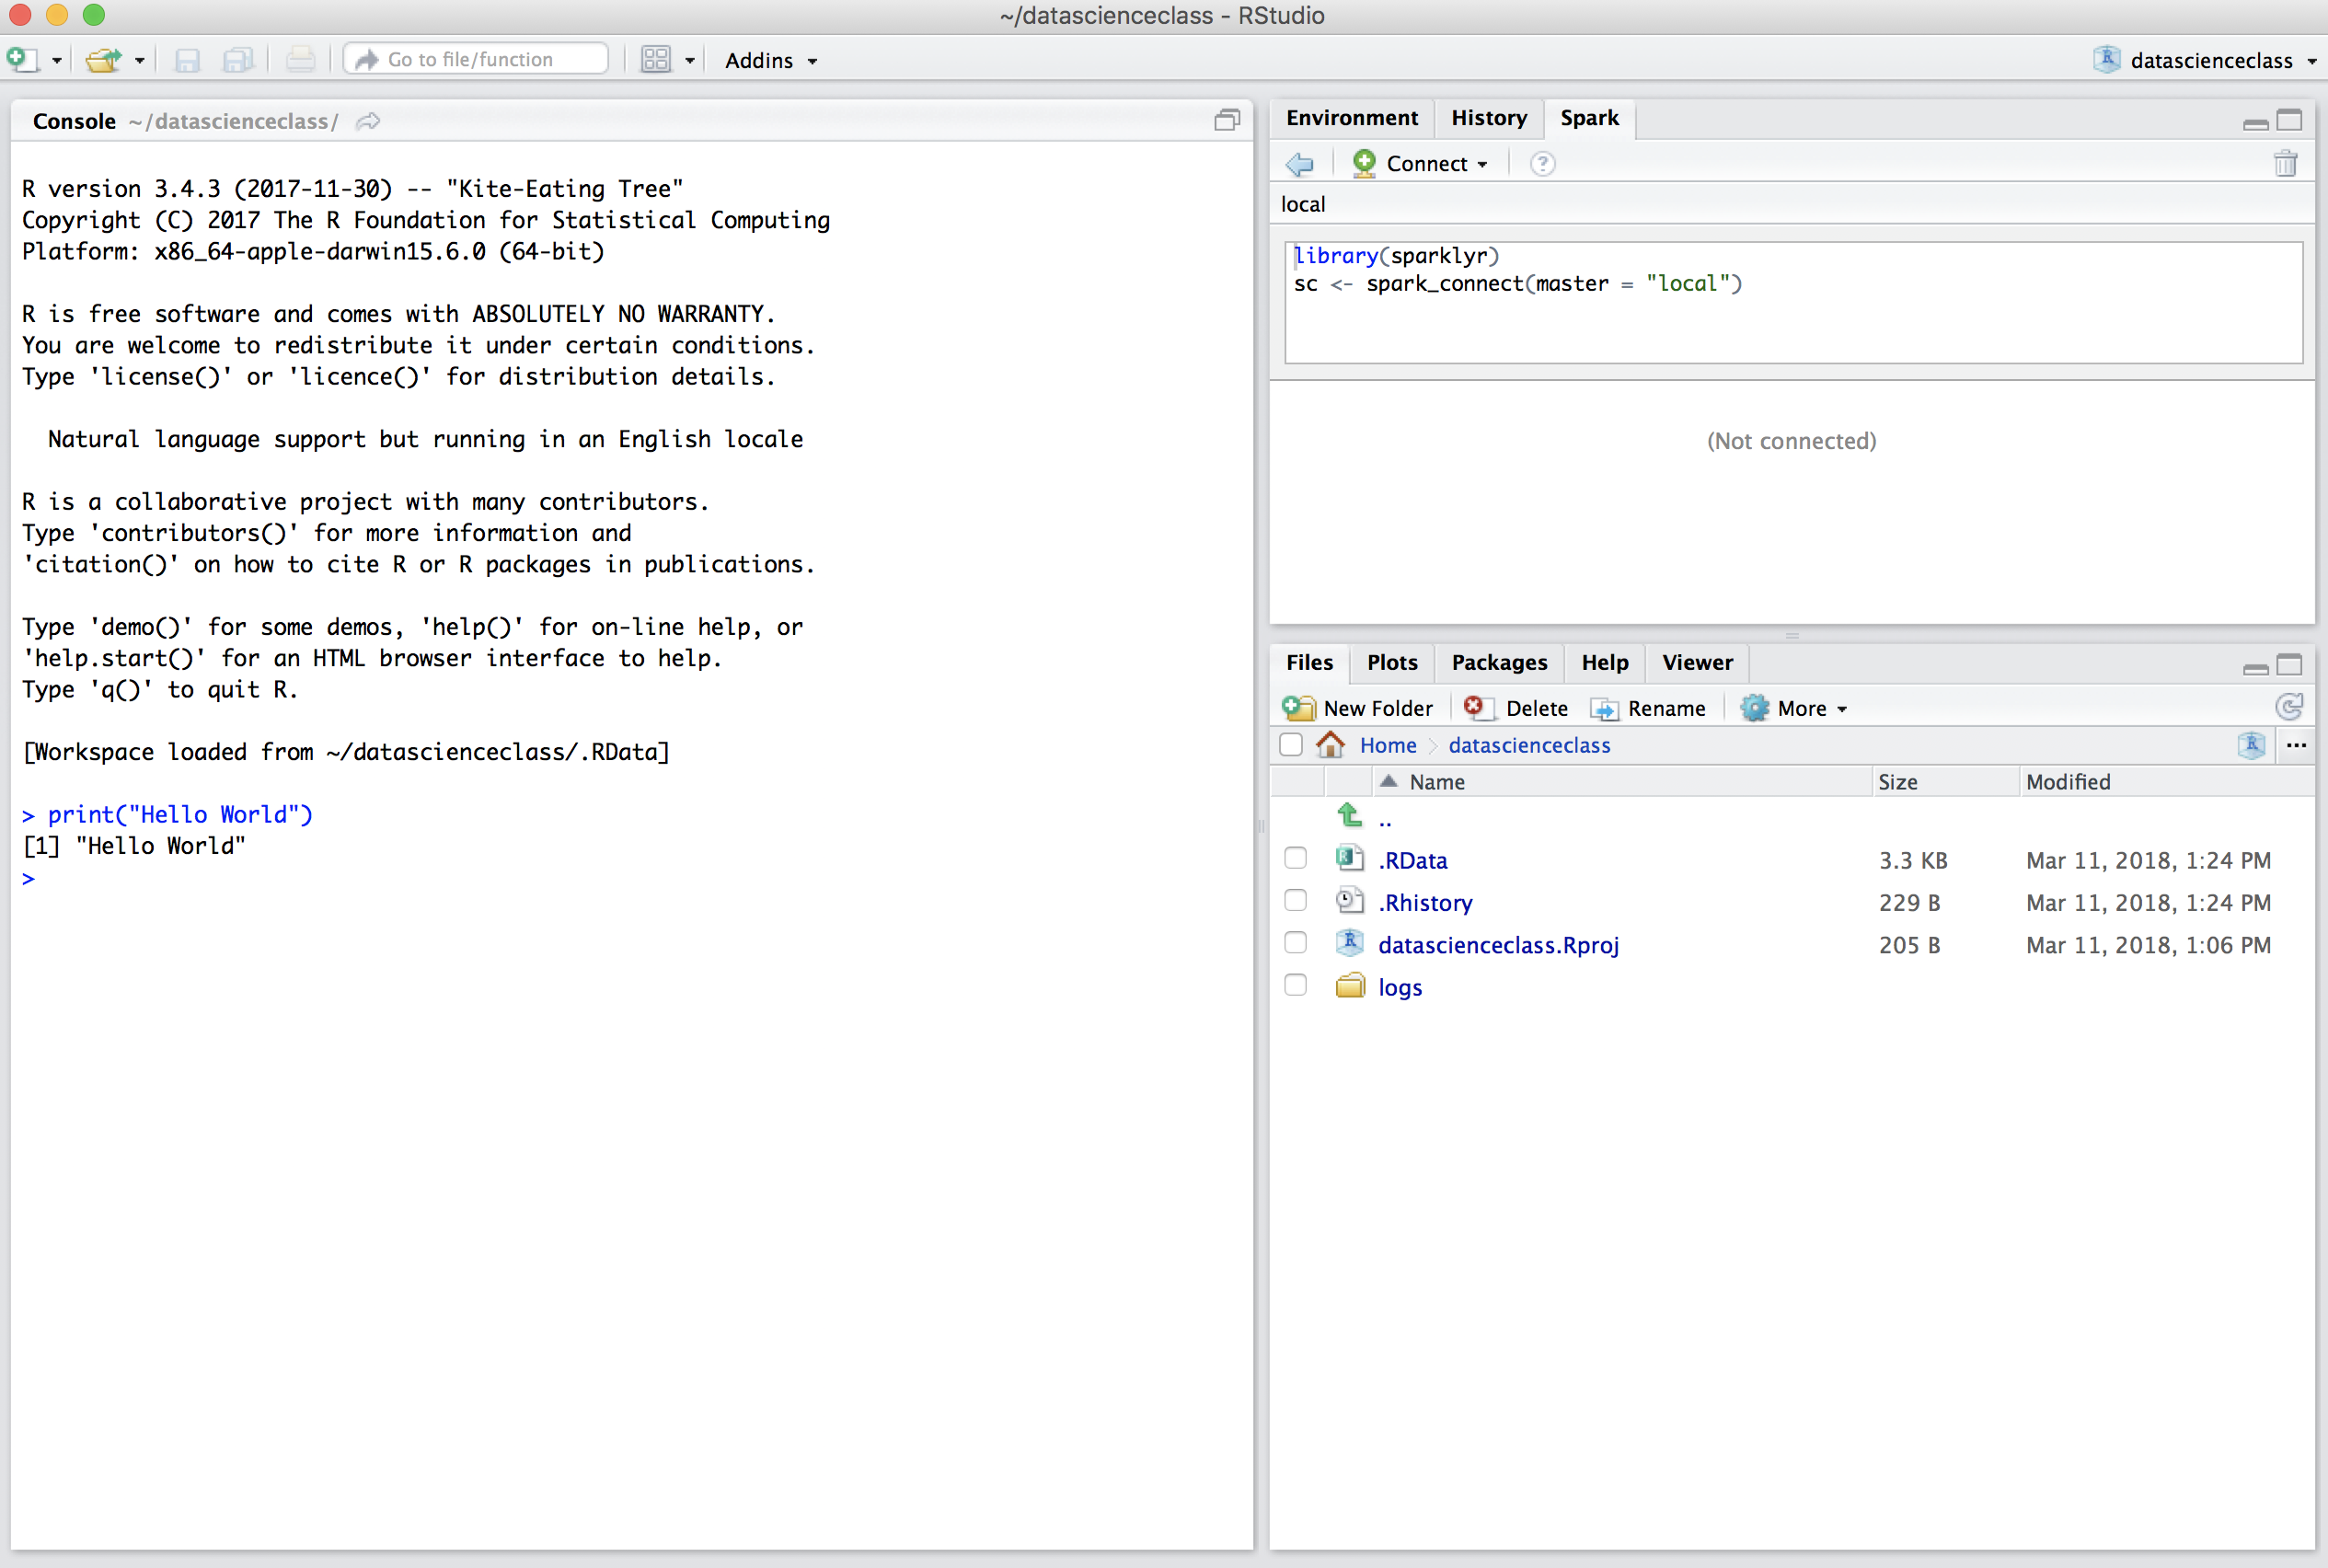 ~/datascienceclass - RStudio
Go to file/function
Addins
datascienceclass
Console ~/datascienceclass/
R version 3.4.3 (2017-11-30) -- "Kite-Eating Tree"
Copyright (C) 2017 The R Foundation for Statistical Computing
Platform: x86_64-apple-darwin15.6.0 (64-bit)
R is free software and comes with ABSOLUTELY NO WARRANTY.
You are welcome to redistribute it under certain conditions.
Type 'license()' or 'licence()' for distribution details.
Natural language support but running in an English locale
R is a collaborative project with many contributors.
Type 'contributors()' for more information and
'citation()' on how to cite R or R packages in publications.
Type 'demo()' for some demos, 'help()' for on-line help, or
'help.start()' for an HTML browser interface to help.
Type 'q()' to quit R.
[Workspace loaded from ~/datascienceclass/.RData]
> print("Hello World")
[1] "Hello World"
>
Environment History Spark
Connect ?
local
library(sparklyr)
sc <- spark_connect(master = "local")
(Not connected)
Files Plots Packages Help Viewer
New Folder Delete Rename More
Home datascienceclass R ...
Name Size Modified
..
.RData 3.3 KB Mar 11, 2018, 1:24 PM
.Rhistory 229 B Mar 11, 2018, 1:24 PM
datascienceclass.Rproj 205 B Mar 11, 2018, 1:06 PM
logs